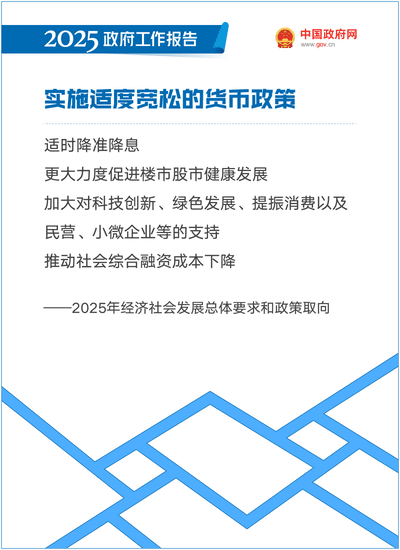 2025 政府工作报告
中国政府网
www.gov.cn
实施适度宽松的货币政策
适时降准降息
更大力度促进楼市股市健康发展
加大对科技创新、绿色发展、提振消费以及
民营、小微企业等的支持
推动社会综合融资成本下降
——2025年经济社会发展总体要求和政策取向